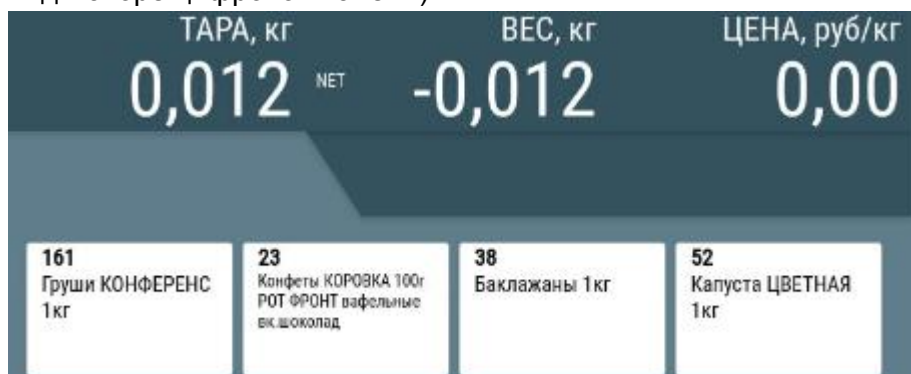 ТАРА, кг
ВЕС, кг
ЦЕНА, руб/кг
0,012 NET
-0,012
0,00
161
Груши КОНФЕРЕНС
1кг
23
Конфеты КОРОВКА 100г
РОТ ФРОНТ вафельные
вк.шоколад
38
Баклажаны 1кг
52
Капуста ЦВЕТНАЯ
1кг